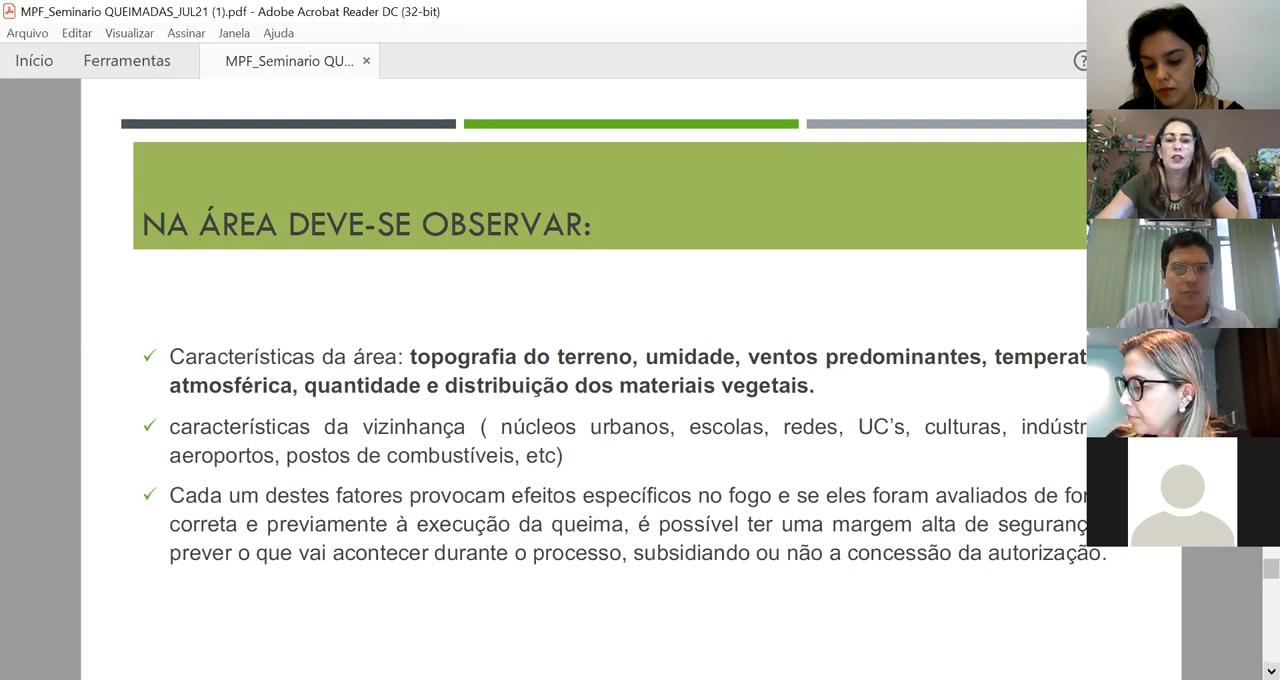 MPF_Seminario QUEIMADAS_JUL21 (1).pdf - Adobe Acrobat Reader DC (32-bit)
Arquivo Editar Visualizar Assinar Janela Ajuda
Início Ferramentas MPF_Seminario QU... × ?
NA ÁREA DEVE-SE OBSERVAR:
✓ Características da área: topografia do terreno, umidade, ventos predominantes,
atmosférica, quantidade e distribuição dos materiais vegetais.
✓ características da vizinhança ( núcleos urbanos, escolas, redes, UC’s, culturas,
aeroportos, postos de combustíveis, etc)
✓ Cada um destes fatores provocam efeitos específicos no fogo e se eles foram avaliados de
correta e previamente à execução da queima, é possível ter uma margem alta de
prever o que vai acontecer durante o processo, subsidiando ou não a concessão da autorização.